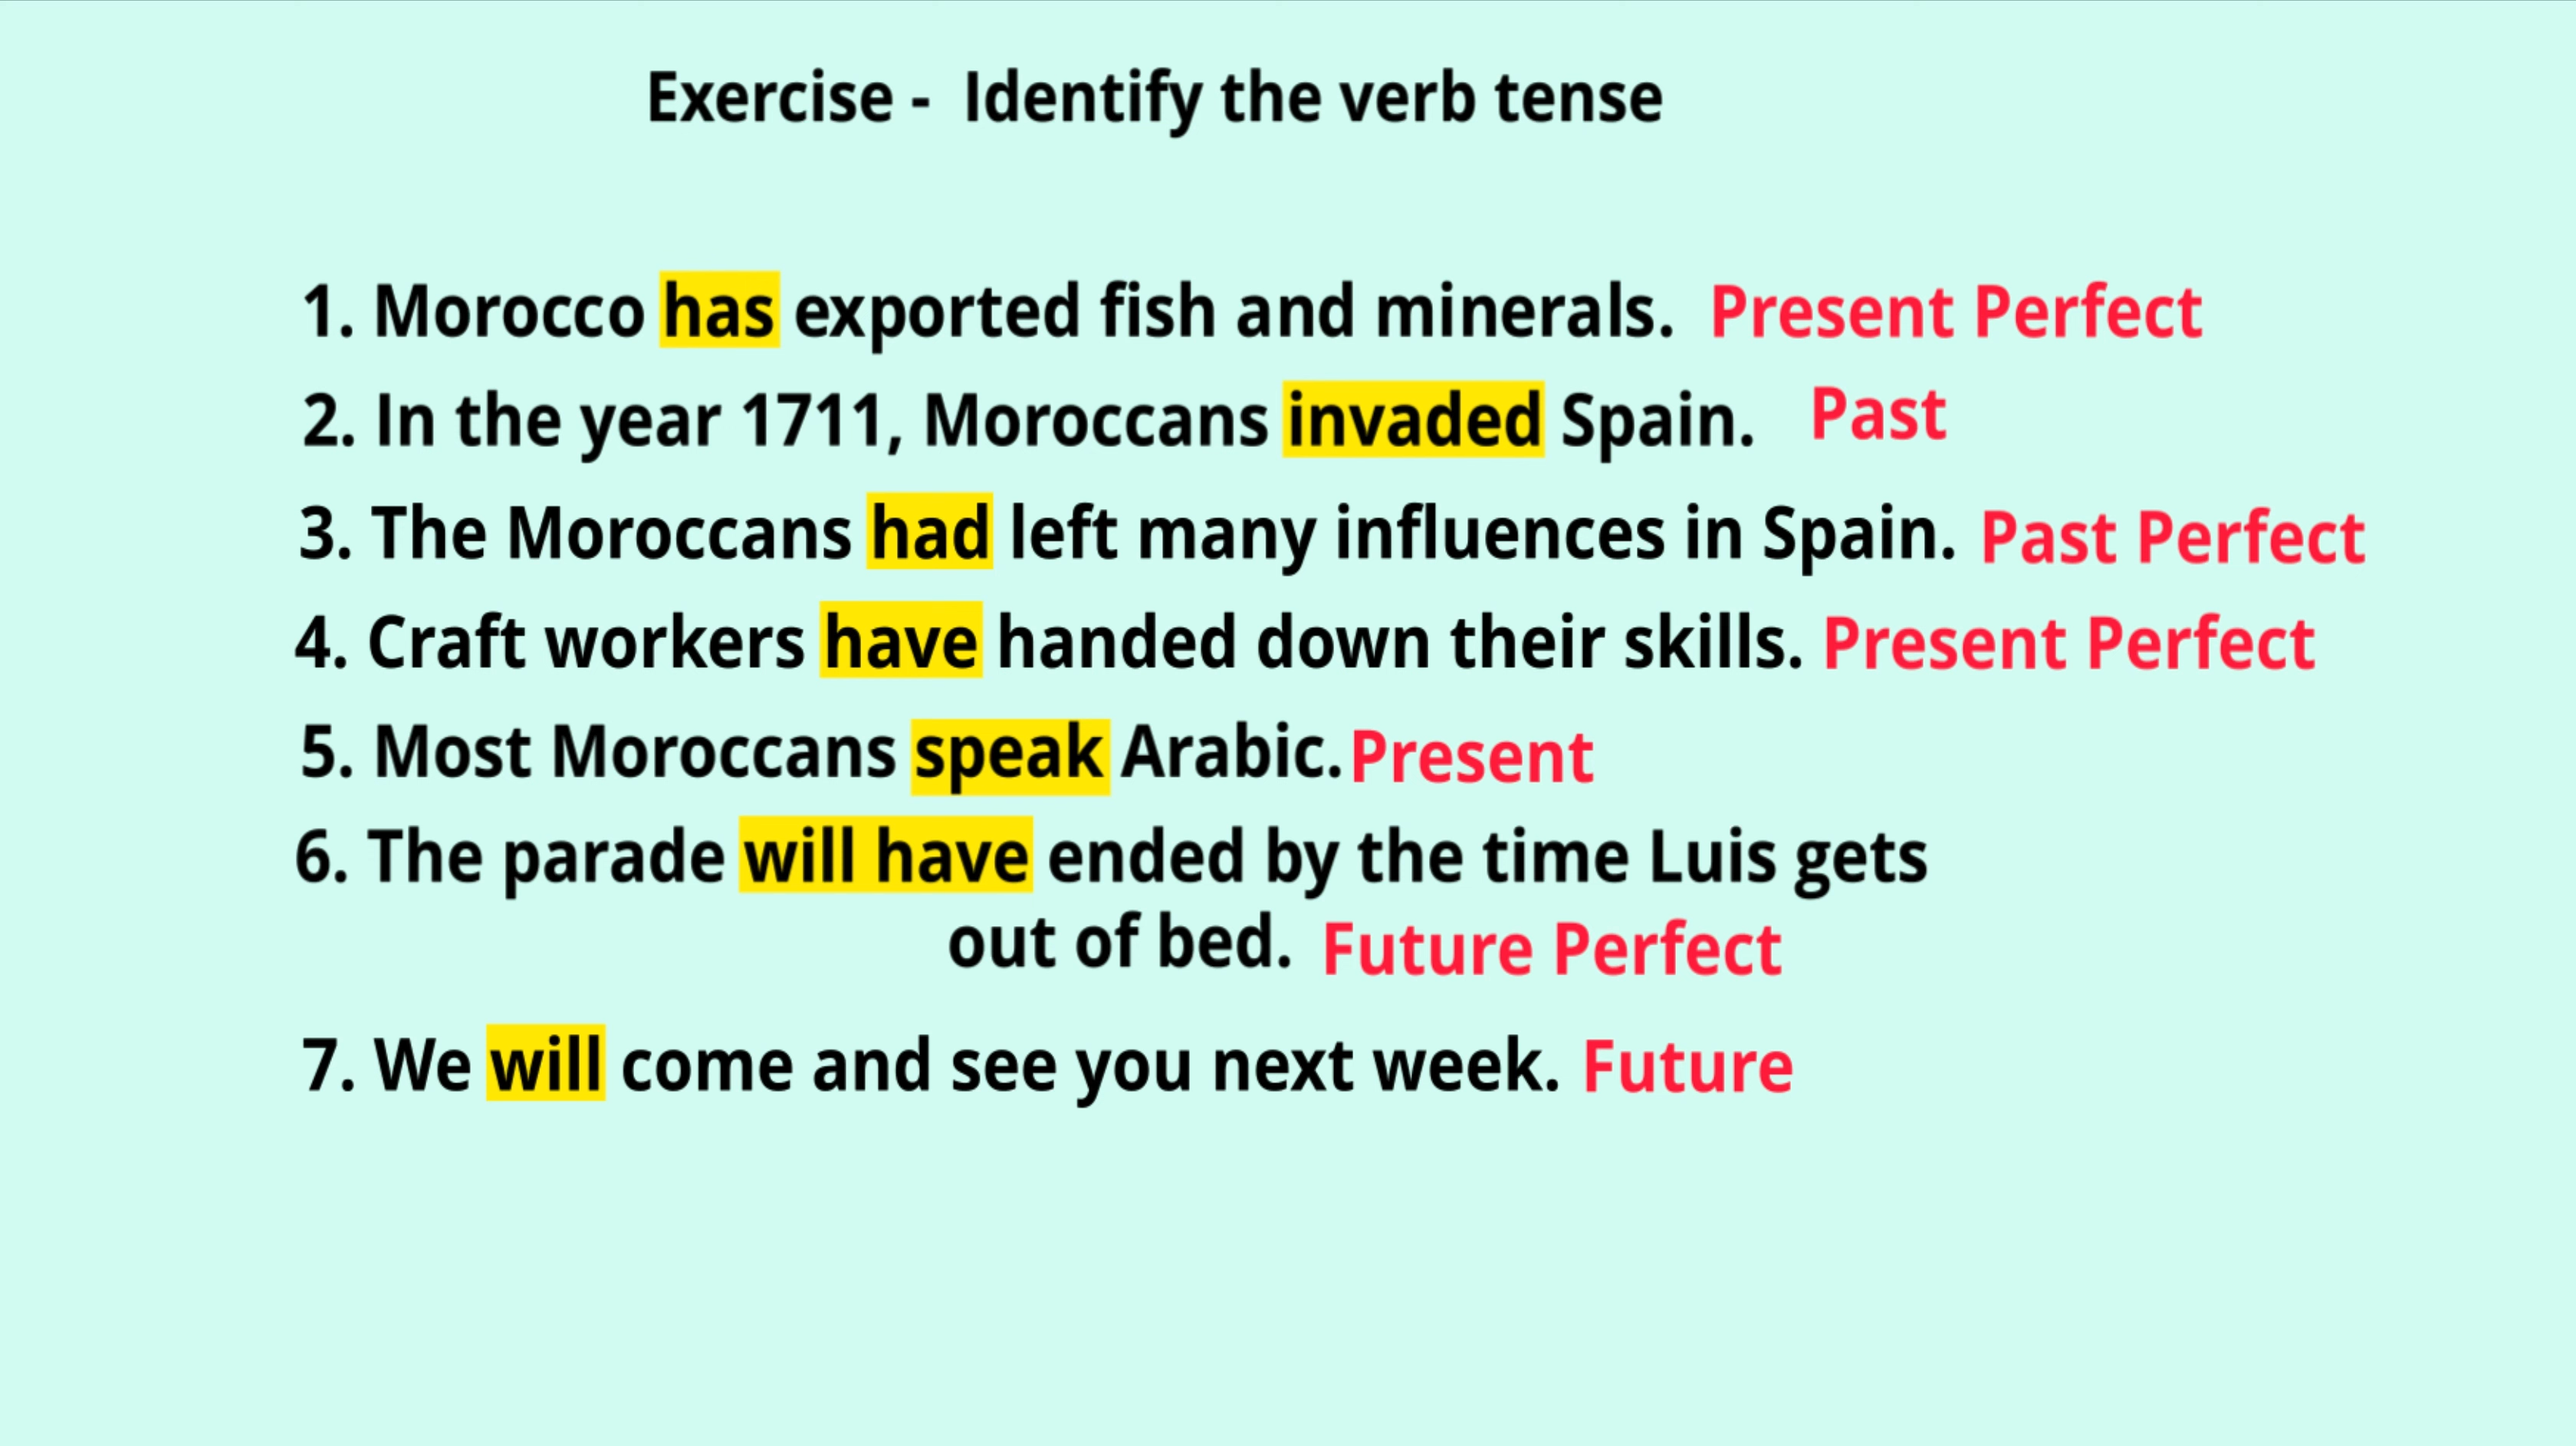 Exercise -  Identify the verb tense
1. Morocco has exported fish and minerals. Present Perfect
2. In the year 1711, Moroccans invaded Spain. Past
3. The Moroccans had left many influences in Spain. Past Perfect
4. Craft workers have handed down their skills. Present Perfect
5. Most Moroccans speak Arabic. Present
6. The parade will have ended by the time Luis gets
out of bed. Future Perfect
7. We will come and see you next week. Future